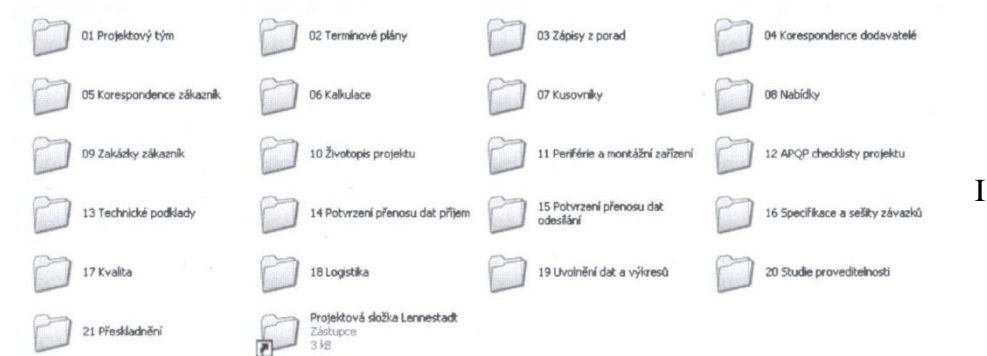 01 Projektový tým
02 Termínové plány
03 Zápisy z porad
04 Korespondence dodavatelé
05 Korespondence zákazník
06 Kalkulace
07 Kusovníky
08 Nabídky
09 Zakázky zákazník
10 Životopis projektu
11 Periférie a montážní zařízení
12 APQP checklisty projektu
13 Technické podklady
14 Potvrzení přenosu dat příjem
15 Potvrzení přenosu dat
odesílání
16 Specifikace a sešity závazků
I
17 Kvalita
18 Logistika
19 Uvolnění dat a výkresů
20 Studie proveditelnosti
21 Přeskladnění
Projektová složka Lennestadt
Zástupce
3 kB